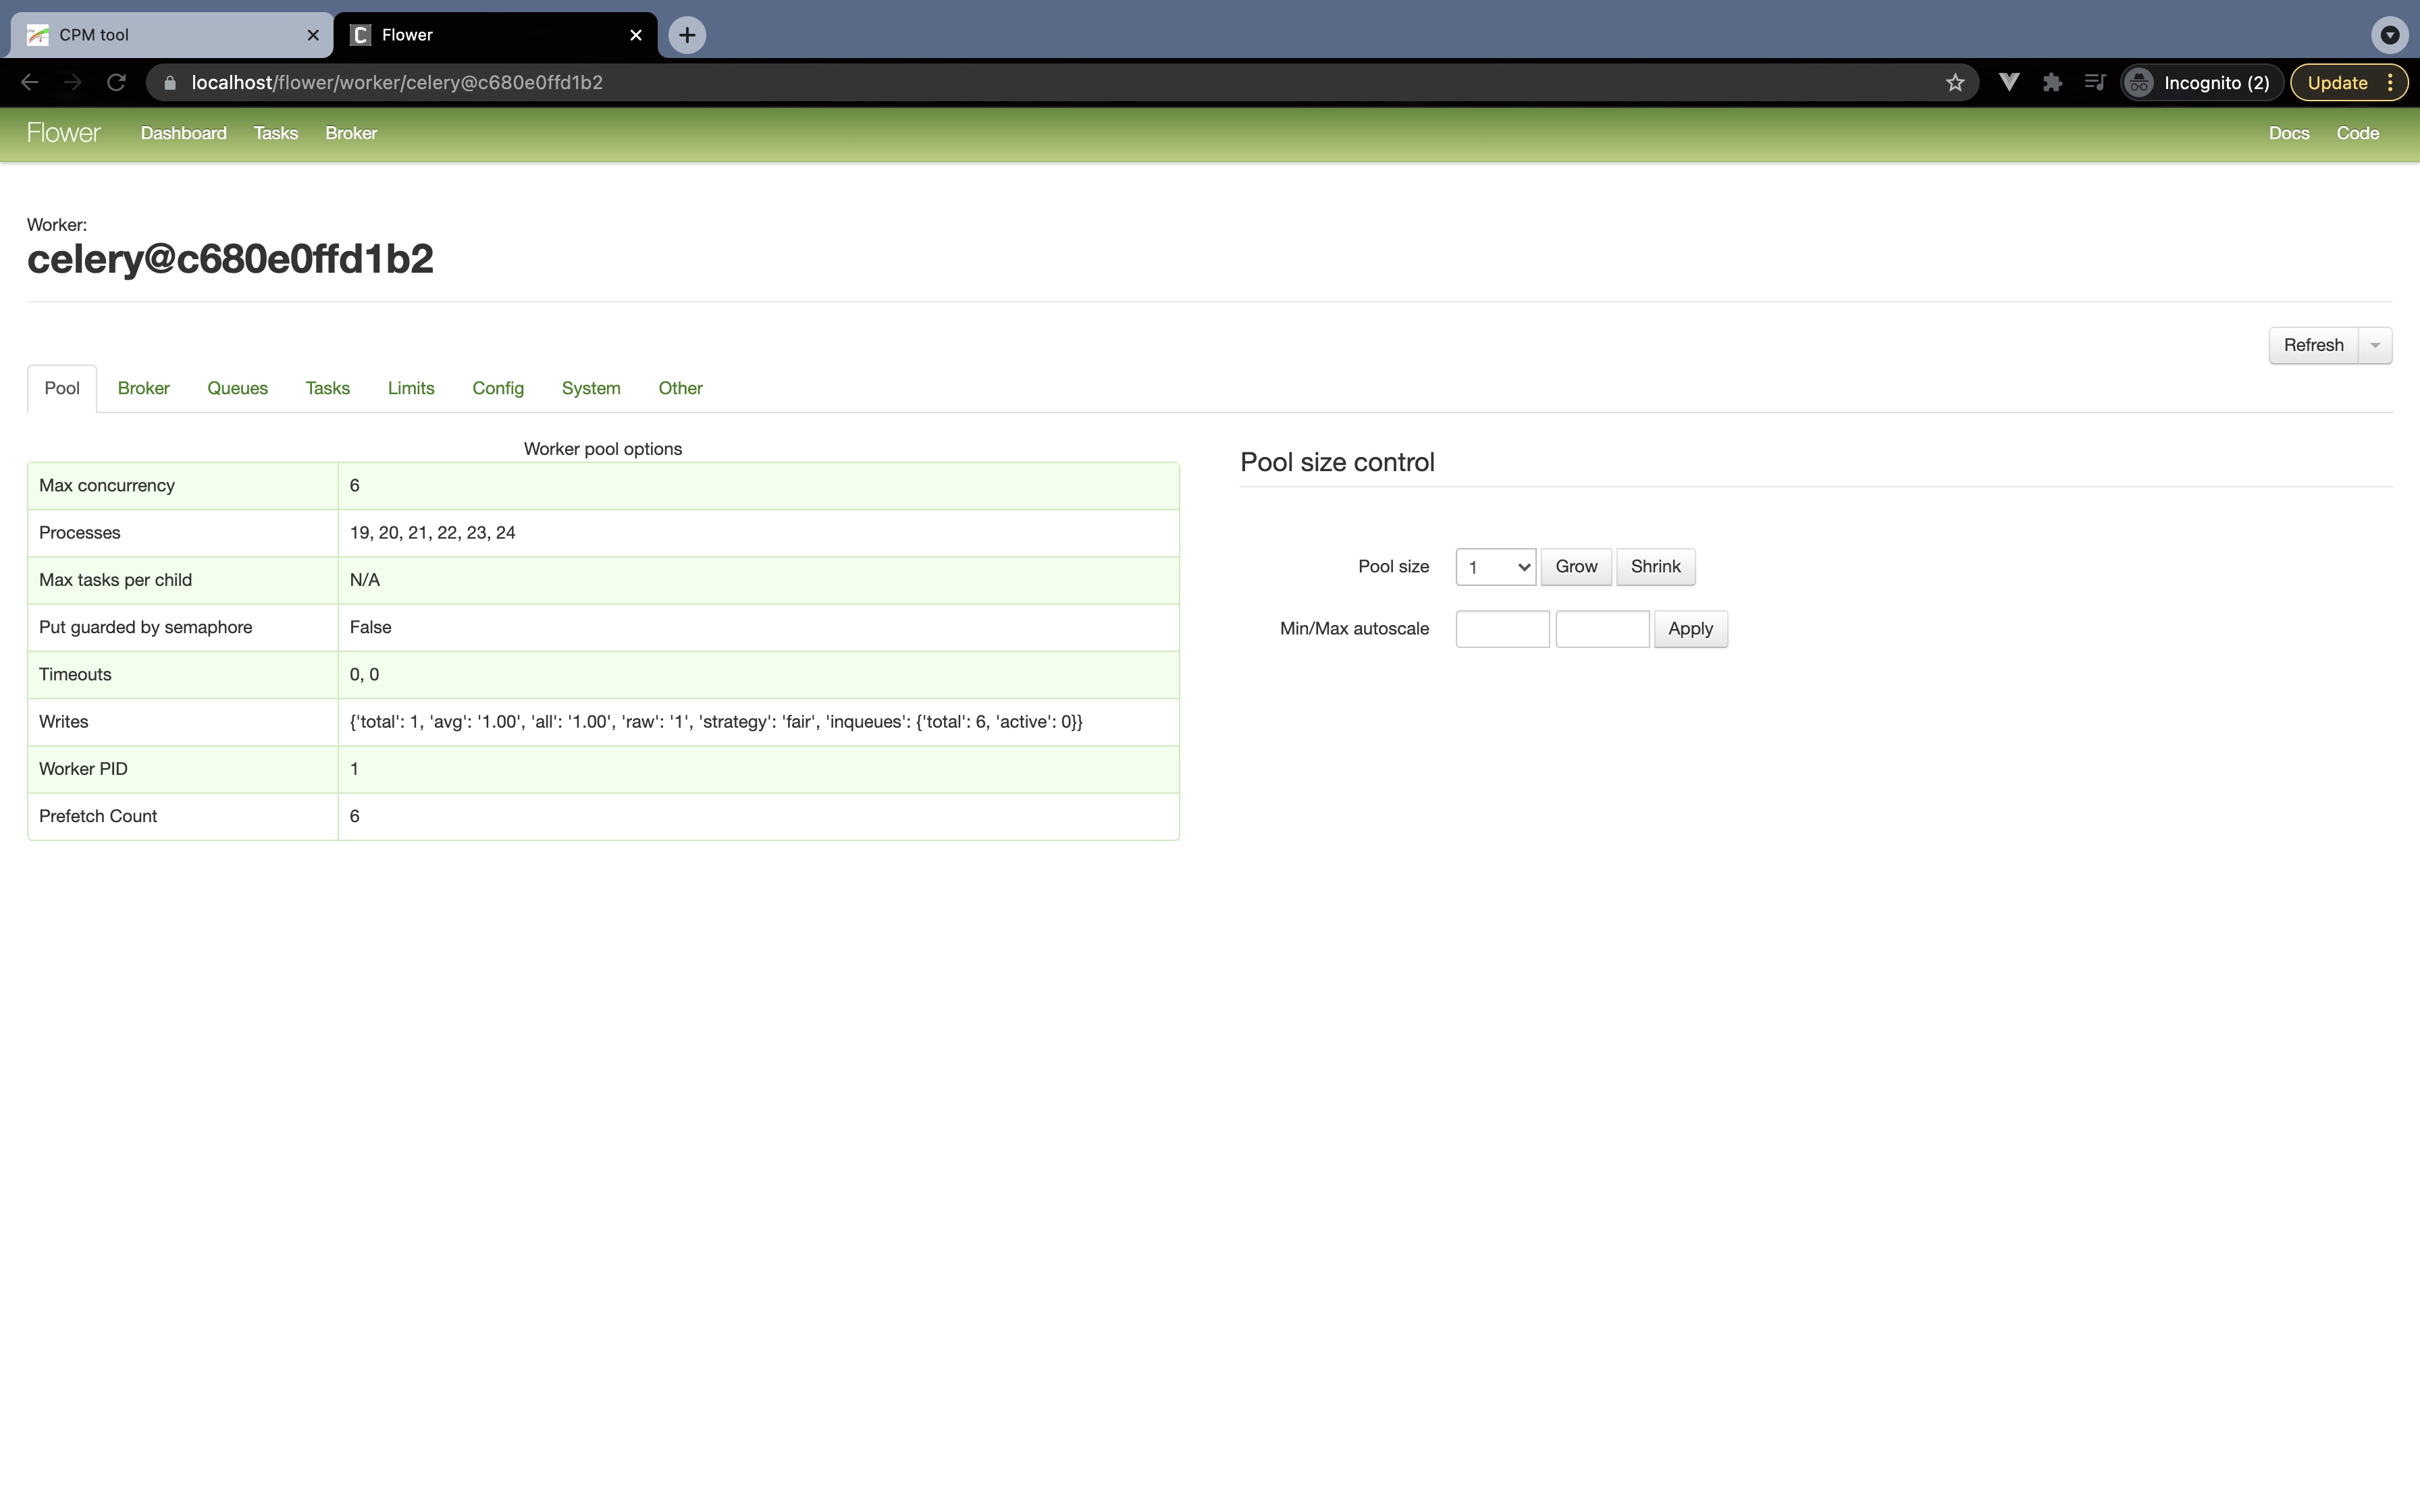 CPM tool
Flower
localhost/flower/worker/celery@c680e0ffd1b2
Incognito (2)
Update
Flower Dashboard Tasks Broker Docs Code
Worker:
celery@c680e0ffd1b2
Refresh
Pool Broker Queues Tasks Limits Config System Other
Worker pool options
Max concurrency 6
Processes 19, 20, 21, 22, 23, 24
Max tasks per child N/A
Put guarded by semaphore False
Timeouts 0, 0
Writes {'total': 1, 'avg': '1.00', 'all': '1.00', 'raw': '1', 'strategy': 'fair', 'inqueues': {'total': 6, 'active': 0}}
Worker PID 1
Prefetch Count 6
Pool size control
Pool size 1 Grow Shrink
Min/Max autoscale Apply